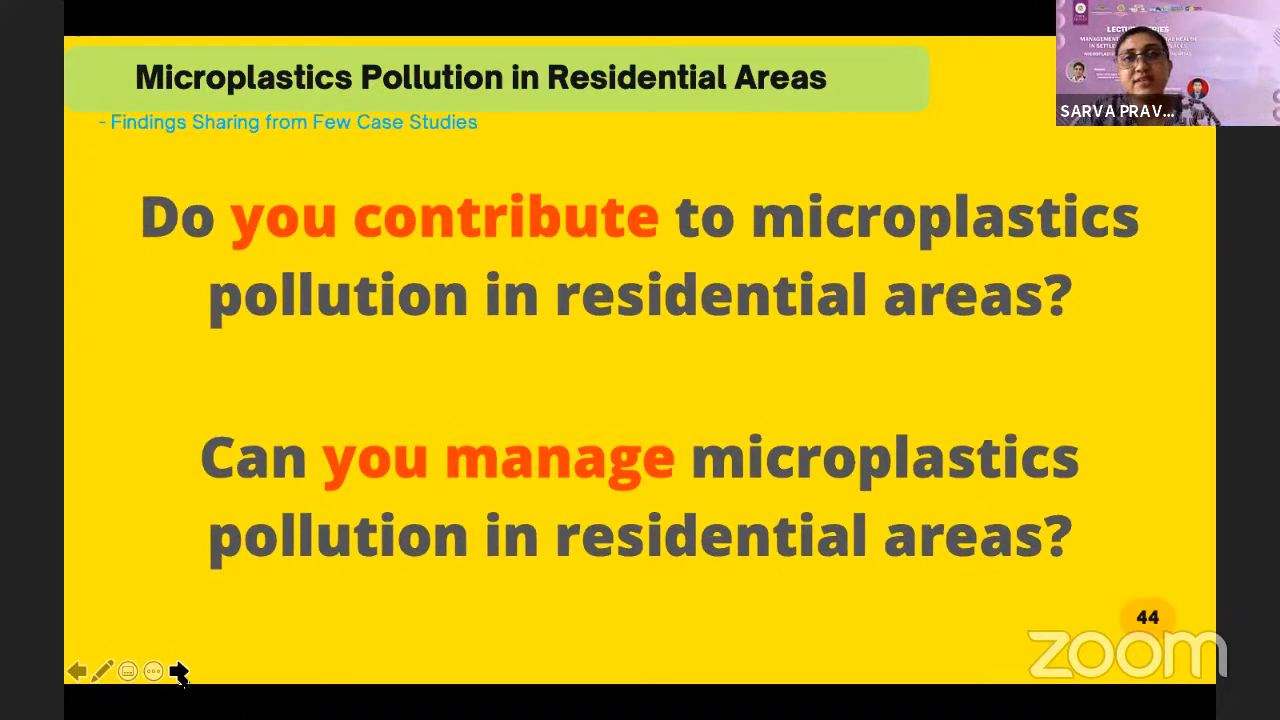 Microplastics Pollution in Residential Areas
- Findings Sharing from Few Case Studies
LECTU
SARVA PRAV...
Do you contribute to microplastics
pollution in residential areas?
Can you manage microplastics
pollution in residential areas?
44
zoom